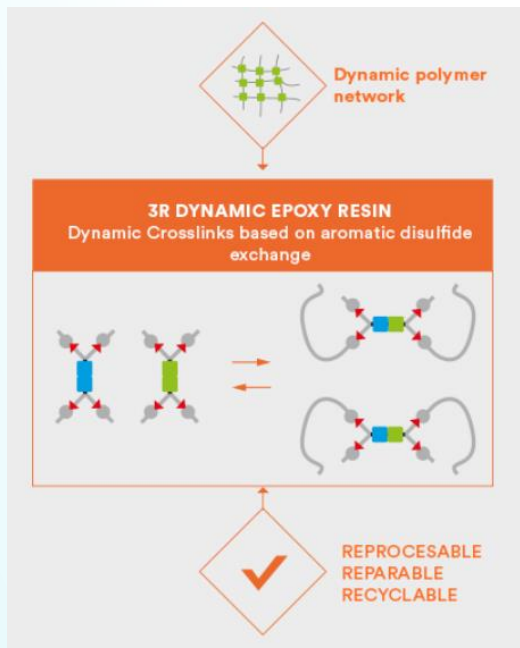 Dynamic polymer
network
3R DYNAMIC EPOXY RESIN
Dynamic Crosslinks based on aromatic disulfide
exchange
REPROCESABLE
REPARABLE
RECYCLABLE